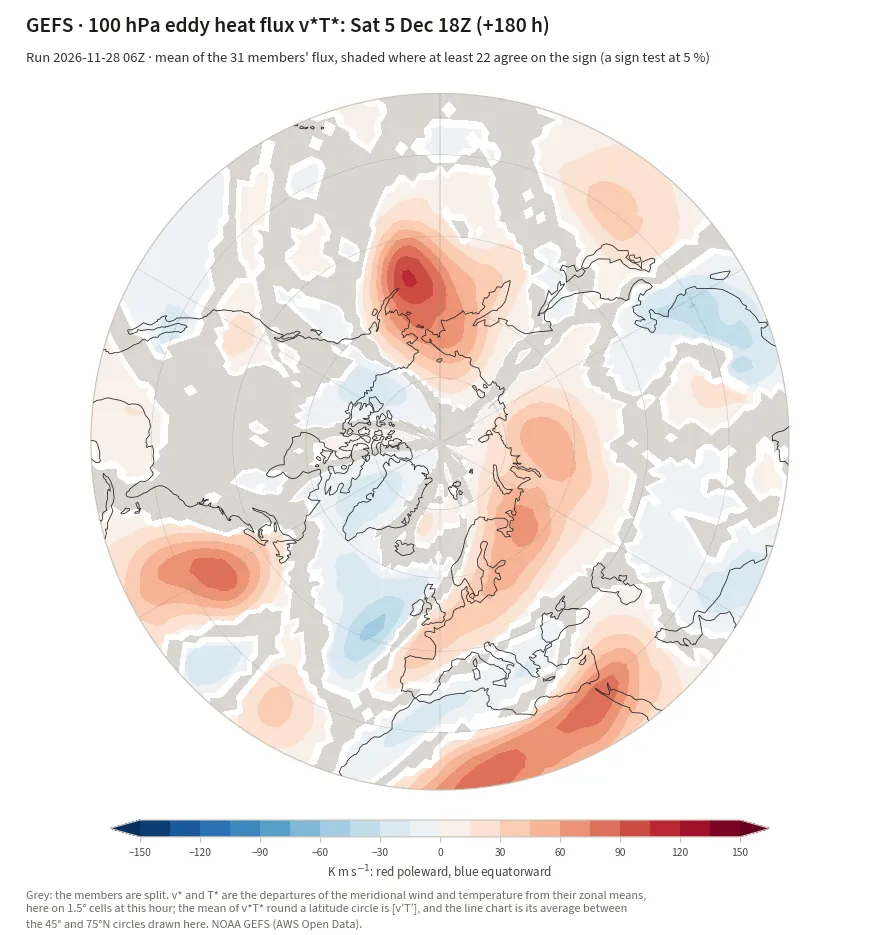 GEFS · 100 hPa eddy heat flux v*T*: Sat 5 Dec 18Z (+180 h)
Run 2026-11-28 06Z · mean of the 31 members' flux, shaded where at least 22 agree on the sign (a sign test at 5 %)
−150 −120 −90 −60 −30 0 30 60 90 120 150
K m s⁻¹: red poleward, blue equatorward
Grey: the members are split. v* and T* are the departures of the meridional wind and temperature from their zonal means,
here on 1.5° cells at this hour; the mean of v*T* round a latitude circle is [v′T′], and the line chart is its average between
the 45° and 75°N circles drawn here. NOAA GEFS (AWS Open Data).